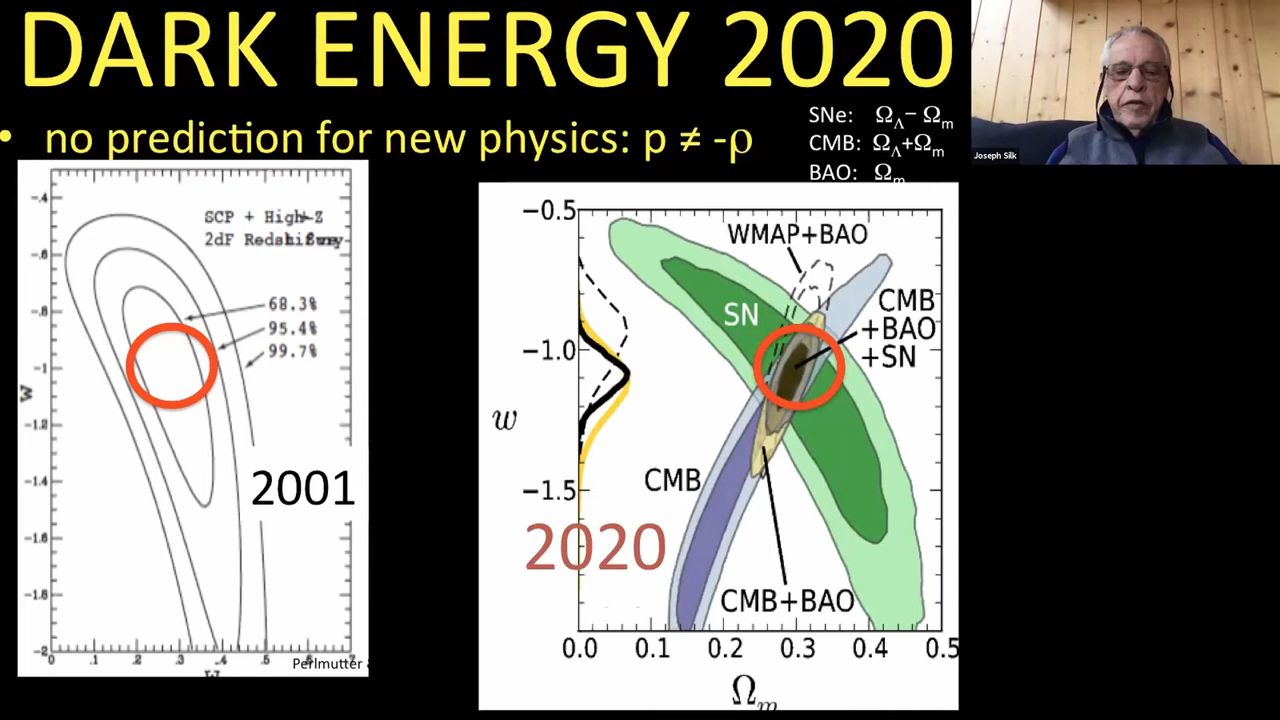 DARK ENERGY 2020
• no prediction for new physics: p ≠ -ρ
SNe: Ω_Λ− Ω_m
CMB: Ω_Λ+Ω_m
BAO: Ω_m
Joseph Silk
SCP + High-Z
2dF Redshift
68.3%
95.4%
99.7%
-.4
-.6
-.8
-1
-1.2
-1.4
-1.6
-1.8
-2
W
2001
0 .1 .2 .3 .4 .5
Perlmutter
−0.5
−1.0
−1.5
w
WMAP+BAO
SN
CMB
+BAO
+SN
CMB
2020
CMB+BAO
0.0 0.1 0.2 0.3 0.4 0.5
Ω_m